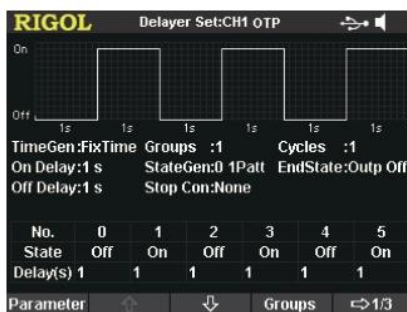 RIGOL Delayer Set:CH1 OTP
On
Off
1s 1s 1s 1s 1s 1s
TimeGen:FixTime Groups :1 Cycles :1
On Delay:1 s StateGen:0 1Patt EndState:Outp Off
Off Delay:1 s Stop Con:None
No. 0 1 2 3 4 5
State Off On Off On Off On
Delay(s) 1 1 1 1 1 1
Parameter Groups 1/3